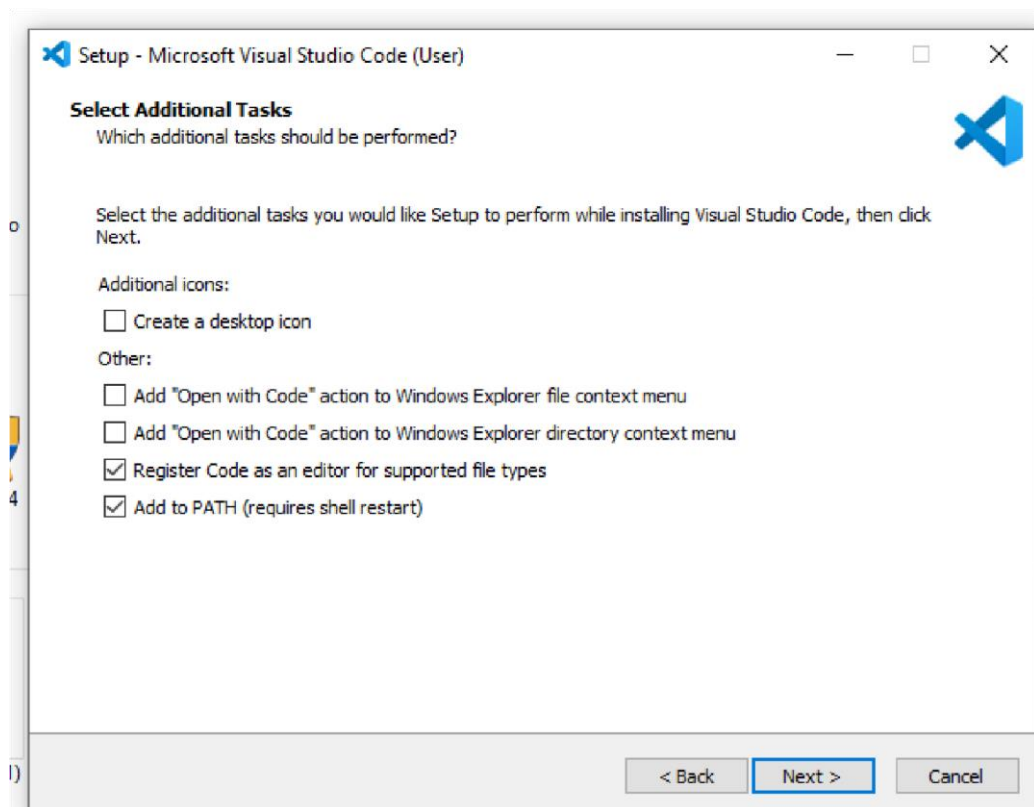 Setup - Microsoft Visual Studio Code (User)
Select Additional Tasks
Which additional tasks should be performed?
Select the additional tasks you would like Setup to perform while installing Visual Studio Code, then click
Next.
Additional icons:
Create a desktop icon
Other:
Add "Open with Code" action to Windows Explorer file context menu
Add "Open with Code" action to Windows Explorer directory context menu
Register Code as an editor for supported file types
Add to PATH (requires shell restart)
< Back Next > Cancel